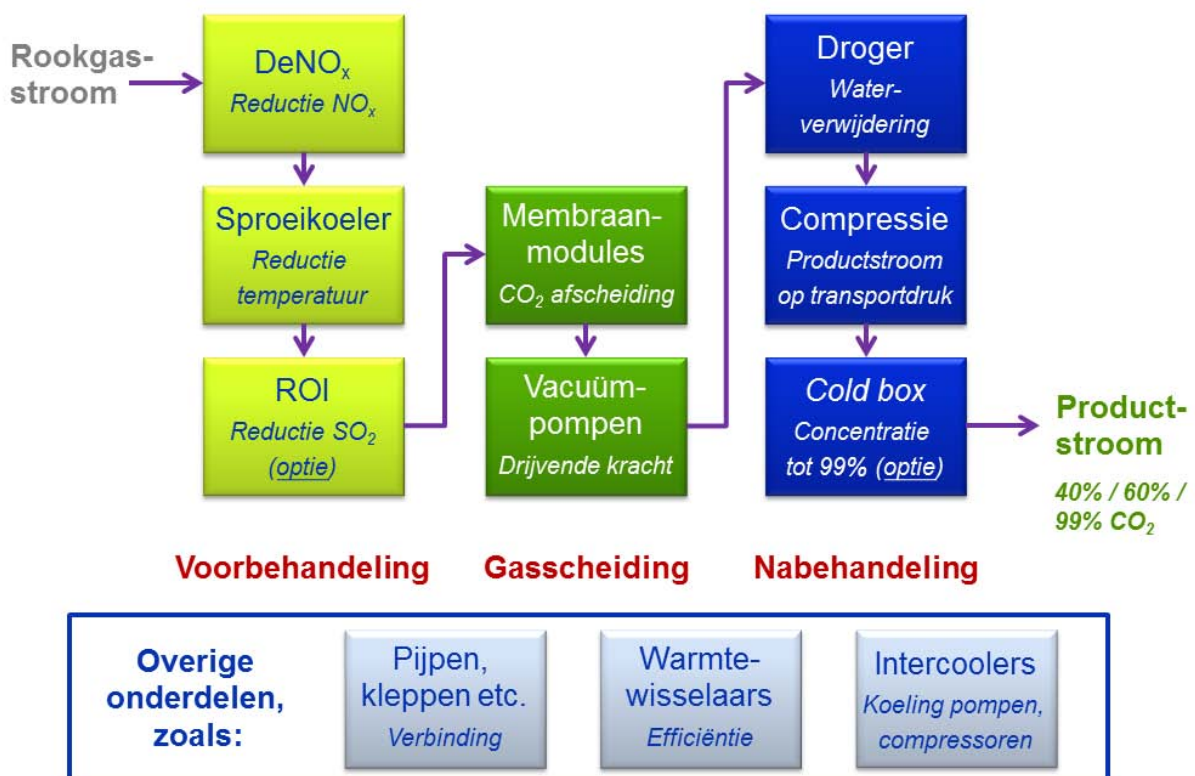 Rookgas-
stroom
DeNOx
Reductie NOx
Sproeikoeler
Reductie
temperatuur
ROI
Reductie SO2
(optie)
Voorbehandeling
Membraan-
modules
CO2 afscheiding
Vacuüm-
pompen
Drijvende kracht
Gasscheiding
Droger
Water-
verwijdering
Compressie
Productstroom
op transportdruk
Cold box
Concentratie
tot 99% (optie)
Nabehandeling
Product-
stroom
40% / 60% /
99% CO2
Overige
onderdelen,
zoals:
Pijpen,
kleppen etc.
Verbinding
Warmte-
wisselaars
Efficiëntie
Intercoolers
Koeling pompen,
compressoren